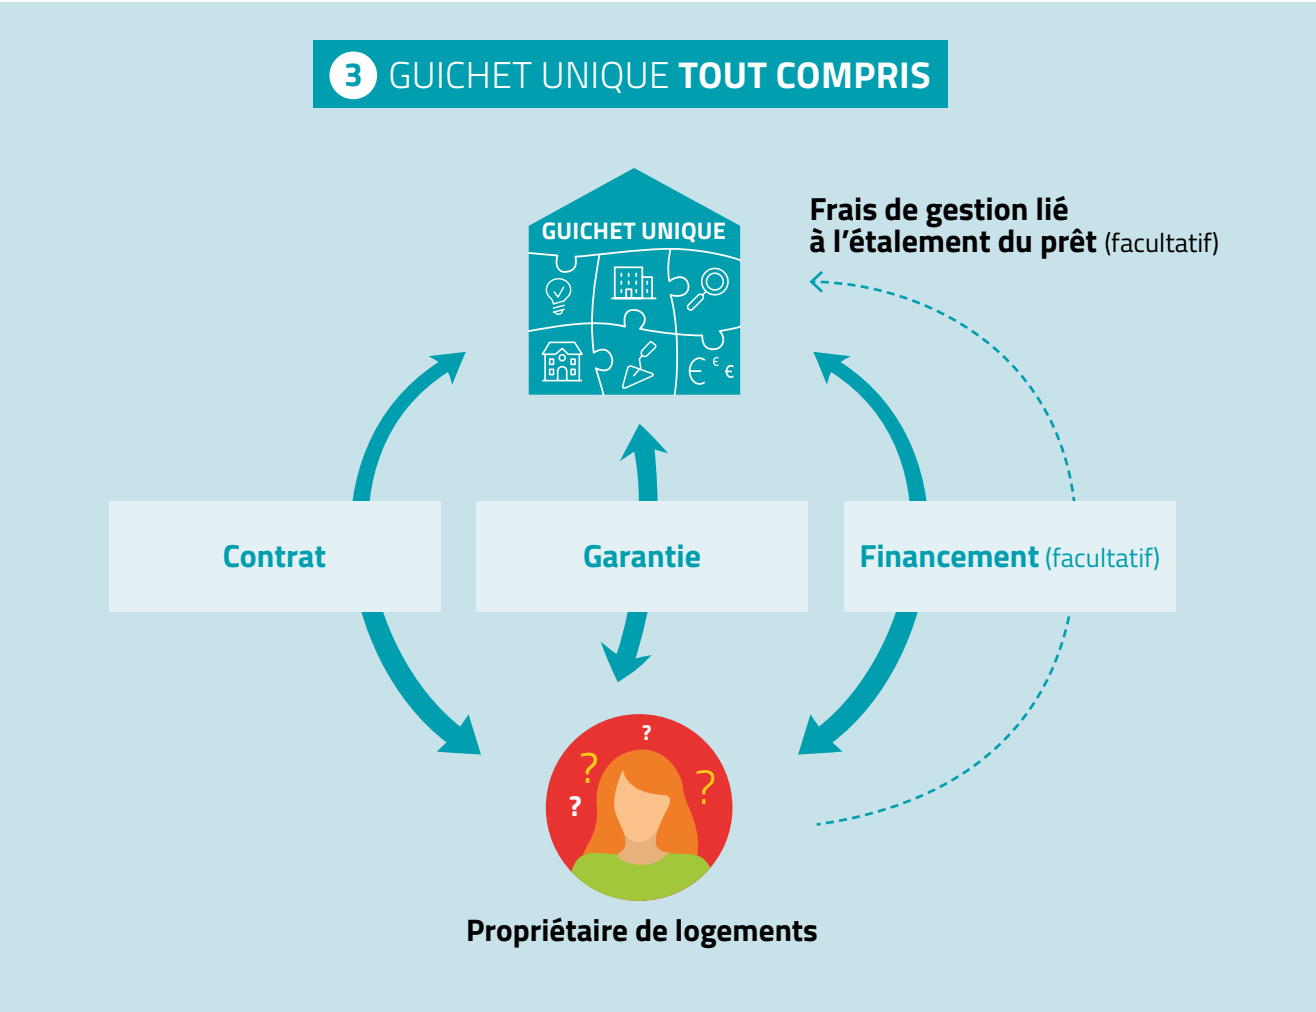 3 GUICHET UNIQUE TOUT COMPRIS
GUICHET UNIQUE
Frais de gestion lié
à l’étalement du prêt (facultatif)
€ € €
Contrat
Garantie
Financement (facultatif)
?
?
?
?
Propriétaire de logements